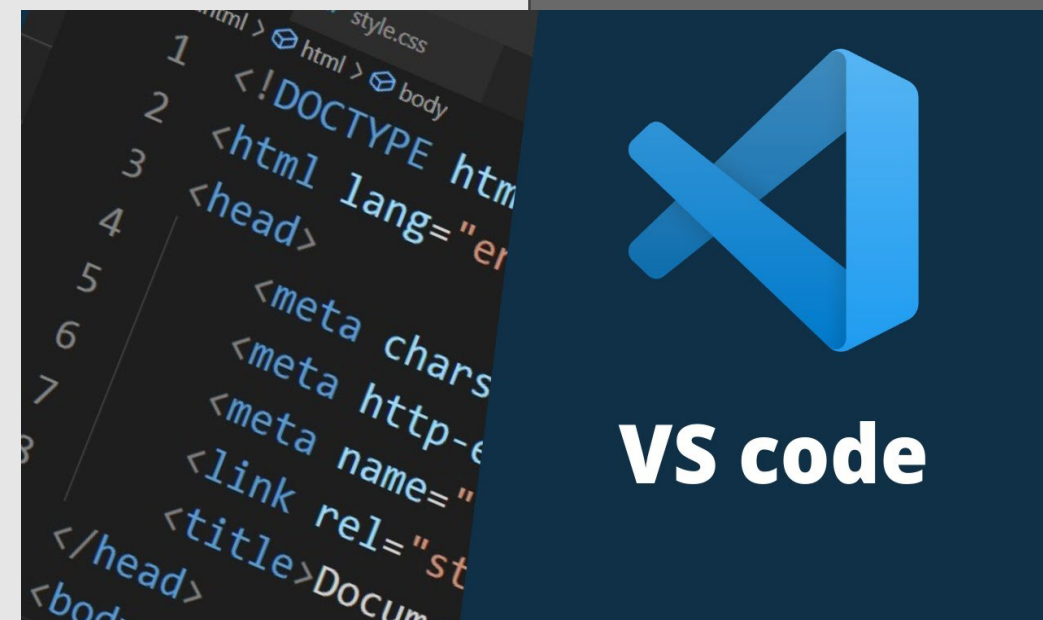 style.css
html > html > body
1 <!DOCTYPE htm
2 <html lang="en
3 <head>
4 <meta chars
5 <meta http-e
6 <meta name="
7 <link rel="st
8 <title>Docum
</head>
<body
VS code